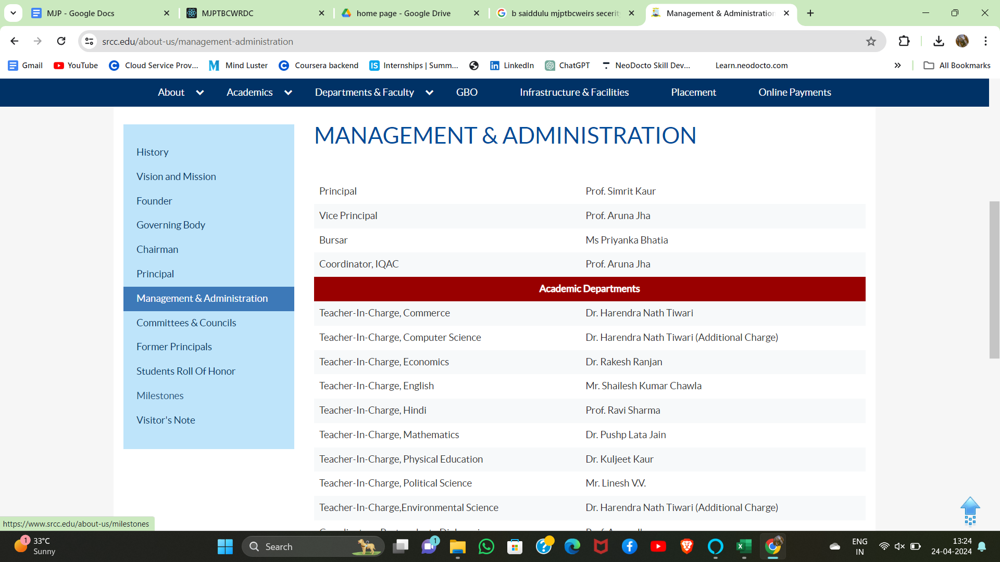 MJP - Google Docs
MJPTBCWRDC
home page - Google Drive
b saiddulu mjptbcweirs secerit
Management & Administration
srcc.edu/about-us/management-administration
Gmail
YouTube
Cloud Service Prov...
Mind Luster
Coursera backend
Internships | Summ...
LinkedIn
ChatGPT
NeoDocto Skill Dev...
Learn.neodocto.com
All Bookmarks
About
Academics
Departments & Faculty
GBO
Infrastructure & Facilities
Placement
Online Payments
History
Vision and Mission
Founder
Governing Body
Chairman
Principal
Management & Administration
Committees & Councils
Former Principals
Students Roll Of Honor
Milestones
Visitor's Note
MANAGEMENT & ADMINISTRATION
Principal Prof. Simrit Kaur
Vice Principal Prof. Aruna Jha
Bursar Ms Priyanka Bhatia
Coordinator, IQAC Prof. Aruna Jha
Academic Departments
Teacher-In-Charge, Commerce Dr. Harendra Nath Tiwari
Teacher-In-Charge, Computer Science Dr. Harendra Nath Tiwari (Additional Charge)
Teacher-In-Charge, Economics Dr. Rakesh Ranjan
Teacher-In-Charge, English Mr. Shailesh Kumar Chawla
Teacher-In-Charge, Hindi Prof. Ravi Sharma
Teacher-In-Charge, Mathematics Dr. Pushp Lata Jain
Teacher-In-Charge, Physical Education Dr. Kuljeet Kaur
Teacher-In-Charge, Political Science Mr. Linesh V.V.
Teacher-In-Charge,Environmental Science Dr. Harendra Nath Tiwari (Additional Charge)
https://www.srcc.edu/about-us/milestones
1
33°C
Sunny
Search
1
ENG
IN
13:24
24-04-2024